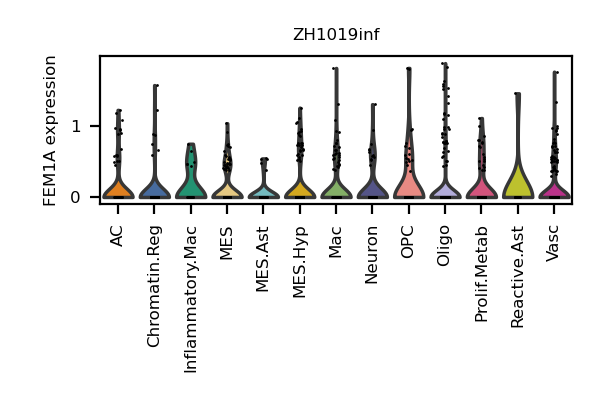 ZH1019inf
FEM1A expression
1
0
AC
Chromatin.Reg
Inflammatory.Mac
MES
MES.Ast
MES.Hyp
Mac
Neuron
OPC
Oligo
Prolif.Metab
Reactive.Ast
Vasc